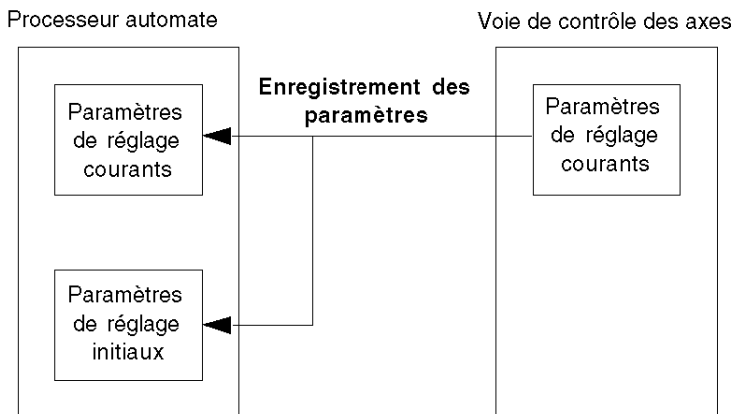 Processeur automate
Voie de contrôle des axes
Enregistrement des
paramètres
Paramètres
de réglage
courants
Paramètres
de réglage
courants
Paramètres
de réglage
initiaux